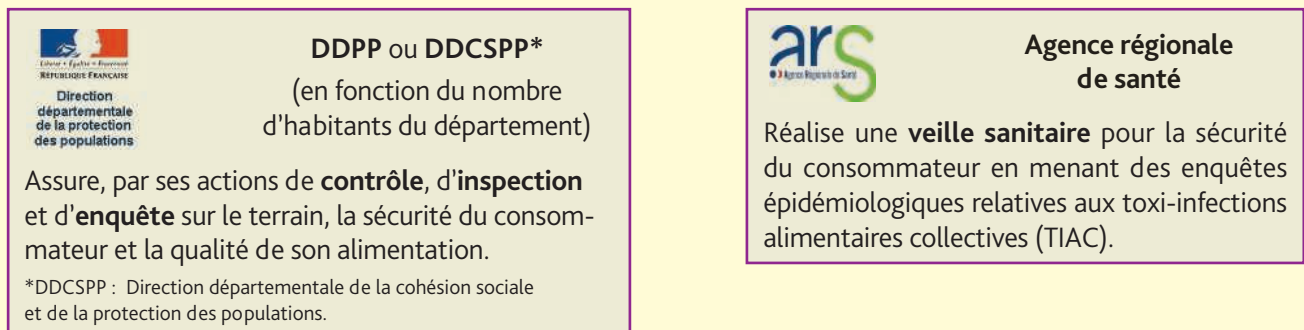 Liberté • Égalité • Fraternité
RÉPUBLIQUE FRANÇAISE
Direction
départementale
de la protection
des populations
DDPP ou DDCSPP*
(en fonction du nombre
d'habitants du département)
Assure, par ses actions de contrôle, d'inspection
et d'enquête sur le terrain, la sécurité du consom-
mateur et la qualité de son alimentation.
*DDCSPP : Direction départementale de la cohésion sociale
et de la protection des populations.
ars
Agence Régionale de Santé
Agence régionale
de santé
Réalise une veille sanitaire pour la sécurité
du consommateur en menant des enquêtes
épidémiologiques relatives aux toxi-infections
alimentaires collectives (TIAC).